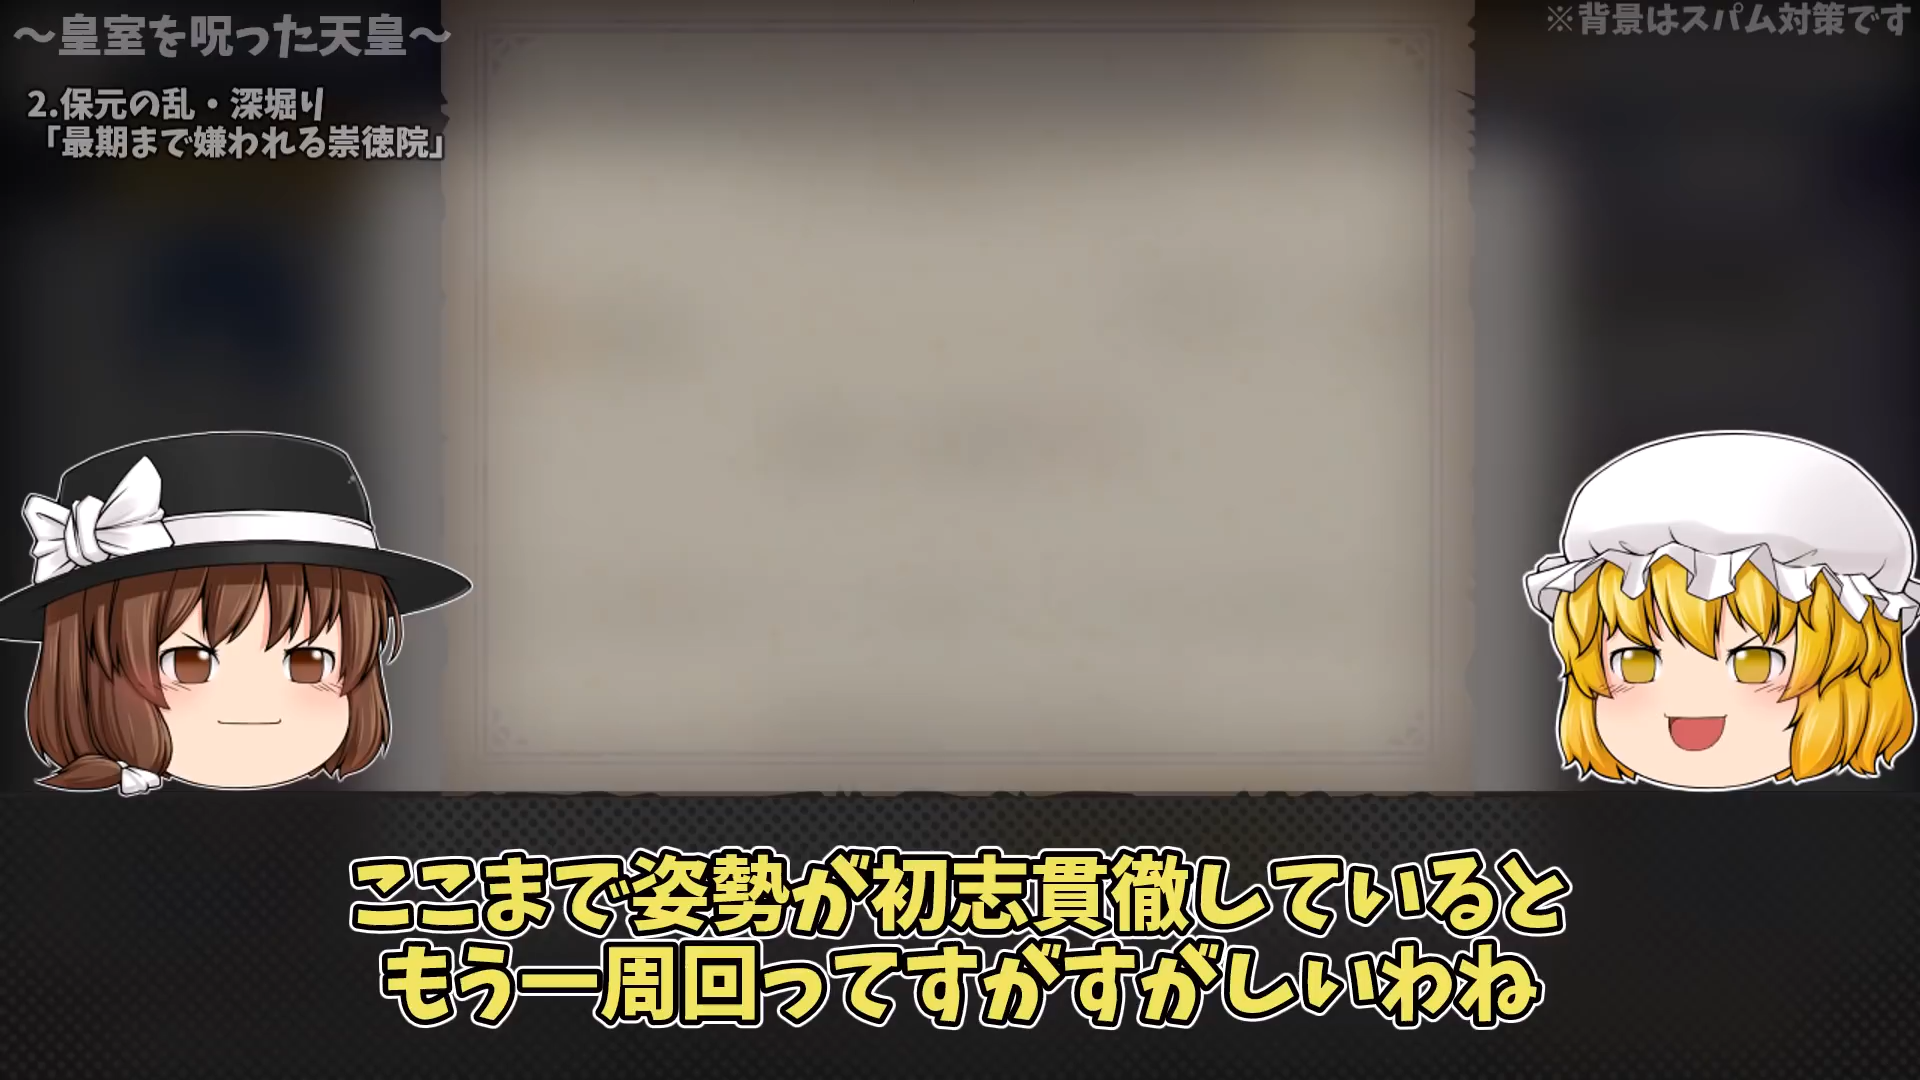 ～皇室を呪った天皇～
※背景はスパム対策です
2.保元の乱・深堀り
「最期まで嫌われる崇徳院」
ここまで姿勢が初志貫徹していると
もう一周回ってすがすがしいわね